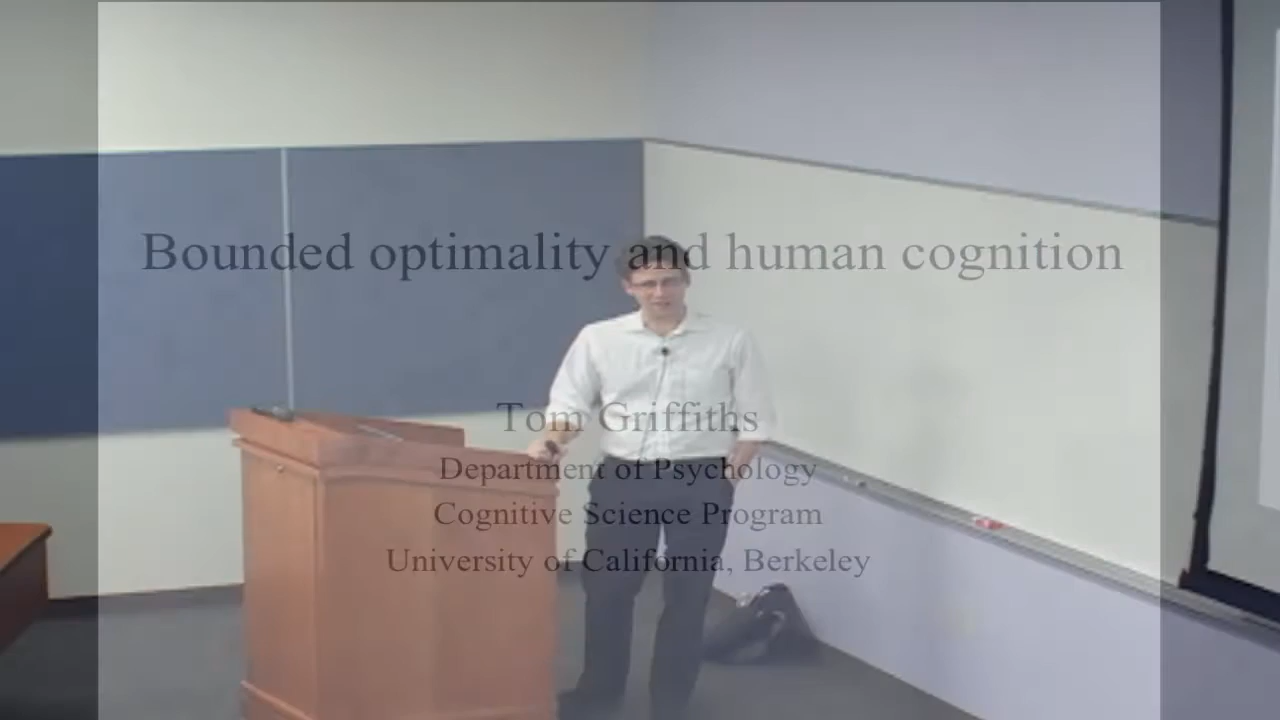 Bounded optimality and human cognition
Tom Griffiths
Department of Psychology
Cognitive Science Program
University of California, Berkeley